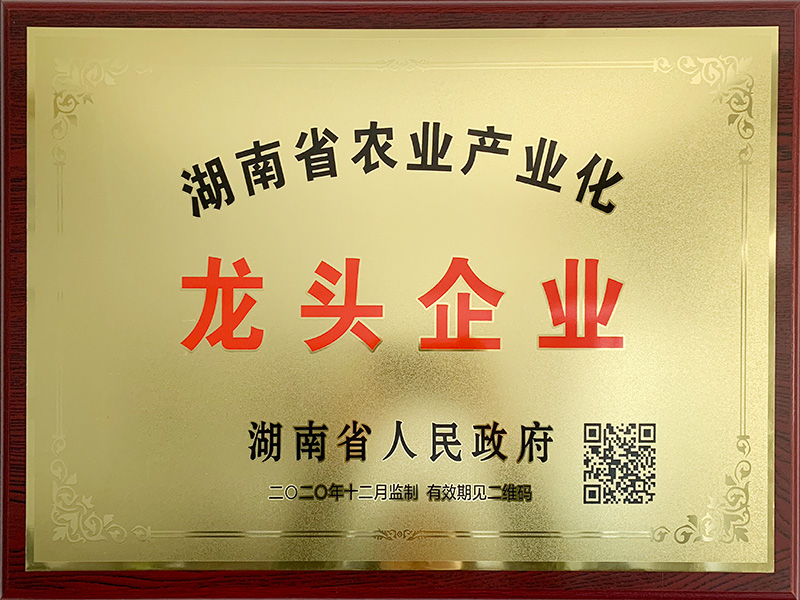 湖南省农业产业化
龙头企业
湖南省人民政府
二〇二〇年十二月监制 有效期见二维码